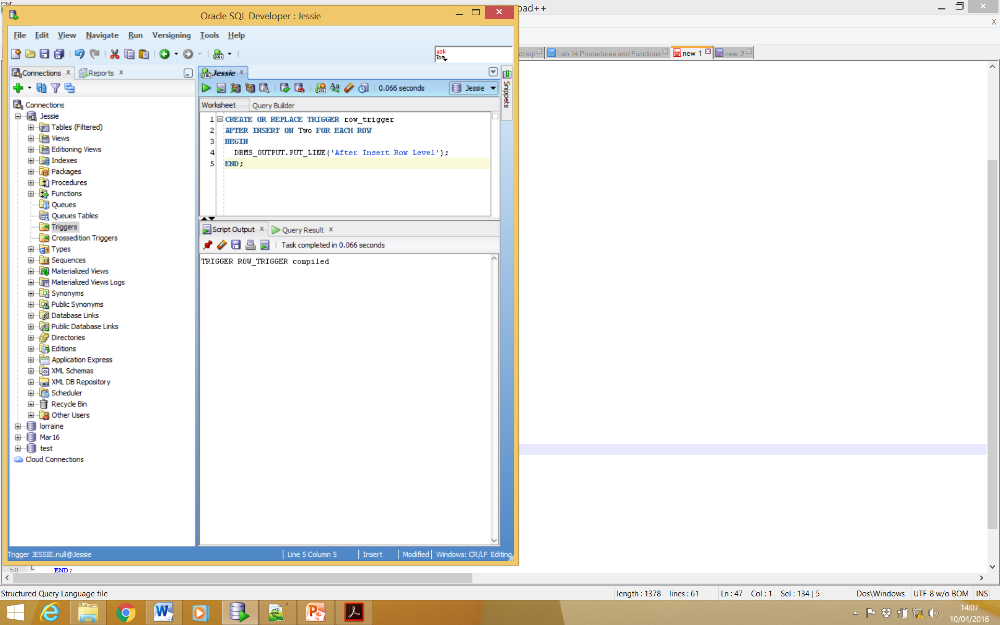 Oracle SQL Developer : Jessie
File Edit View Navigate Run Versioning Tools Help
ask
Tom
Connections
Reports
Connections
Jessie
Tables (Filtered)
Views
Editioning Views
Indexes
Packages
Procedures
Functions
Queues
Queues Tables
Triggers
Crossedition Triggers
Types
Sequences
Materialized Views
Materialized Views Logs
Synonyms
Public Synonyms
Database Links
Public Database Links
Directories
Editions
Application Express
XML Schemas
XML DB Repository
Scheduler
Recycle Bin
Other Users
lorraine
Mar16
test
Cloud Connections
Jessie
0.066 seconds
Jessie
Snippets
Worksheet
Query Builder
1 CREATE OR REPLACE TRIGGER row_trigger
2 AFTER INSERT ON Two FOR EACH ROW
3 BEGIN
4 DBMS_OUTPUT.PUT_LINE('After Insert Row Level');
5 END;
Script Output
Query Result
Task completed in 0.066 seconds
TRIGGER ROW_TRIGGER compiled
Trigger JESSIE.null@Jessie
Line 5 Column 5
Insert
Modified
Windows: CR/LF
Editing
pad++
X
ct.sql
Lab 14 Procedures and Functions
new 1
new 2
58 END;
Structured Query Language file
length : 1378 lines : 61
Ln : 47 Col : 1 Sel : 134 | 5
Dos\Windows
UTF-8 w/o BOM
INS
14:07
10/04/2016